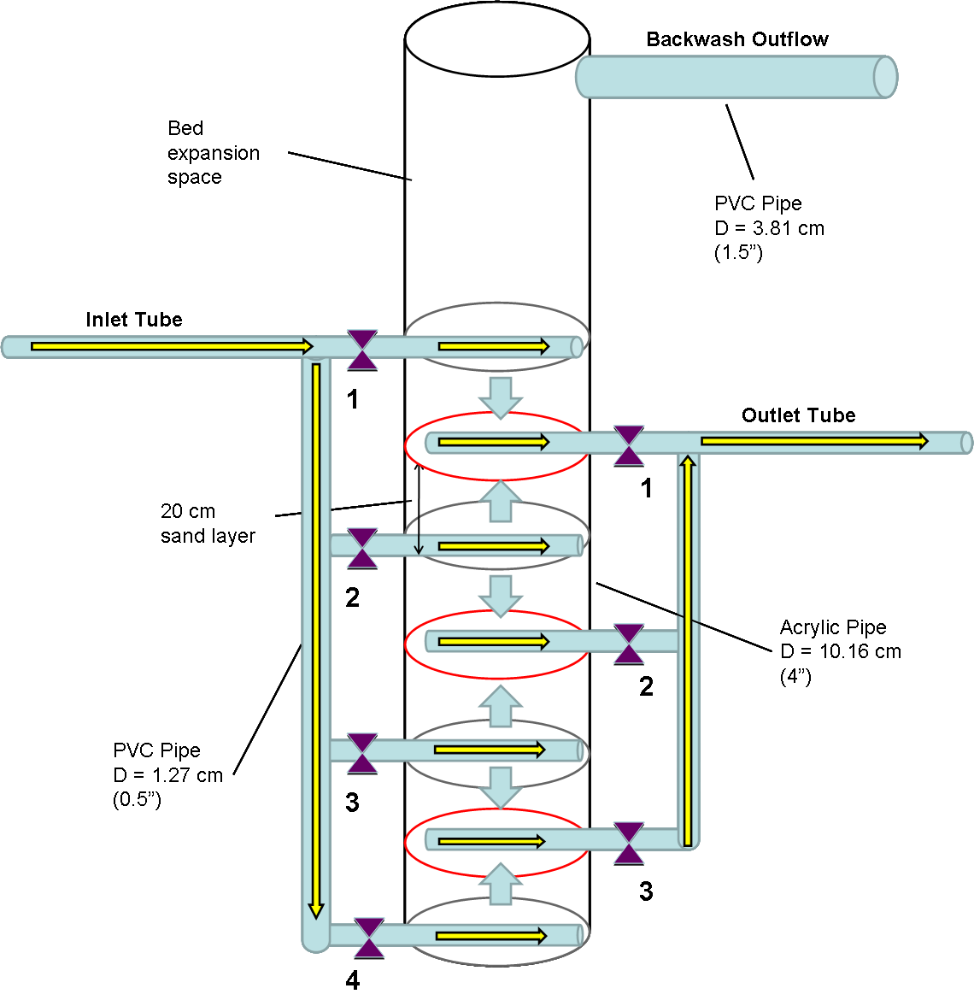 Backwash Outflow
Bed
expansion
space
PVC Pipe
D = 3.81 cm
(1.5”)
Inlet Tube
1
Outlet Tube
1
20 cm
sand layer
2
Acrylic Pipe
D = 10.16 cm
(4”)
2
PVC Pipe
D = 1.27 cm
(0.5”)
3
3
4